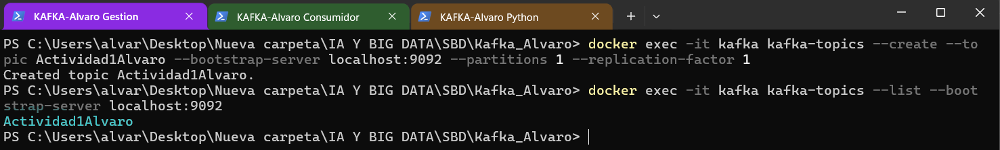 KAFKA-Alvaro Gestion
KAFKA-Alvaro Consumidor
KAFKA-Alvaro Python
PS C:\Users\alvar\Desktop\Nueva carpeta\IA Y BIG DATA\SBD\Kafka_Alvaro> docker exec -it kafka kafka-topics --create --to
pic Actividad1Alvaro --bootstrap-server localhost:9092 --partitions 1 --replication-factor 1
Created topic Actividad1Alvaro.
PS C:\Users\alvar\Desktop\Nueva carpeta\IA Y BIG DATA\SBD\Kafka_Alvaro> docker exec -it kafka kafka-topics --list --boot
strap-server localhost:9092
Actividad1Alvaro
PS C:\Users\alvar\Desktop\Nueva carpeta\IA Y BIG DATA\SBD\Kafka_Alvaro>